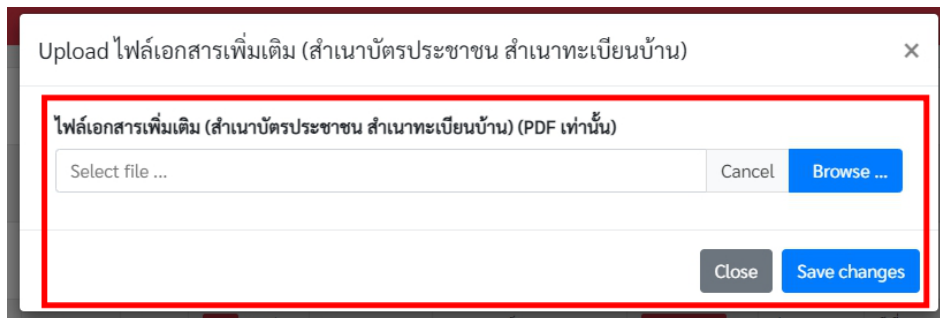 Upload ไฟล์เอกสารเพิ่มเติม (สำเนาบัตรประชาชน สำเนาทะเบียนบ้าน) ×
ไฟล์เอกสารเพิ่มเติม (สำเนาบัตรประชาชน สำเนาทะเบียนบ้าน) (PDF เท่านั้น)
Select file ... Cancel Browse ...
Close Save changes